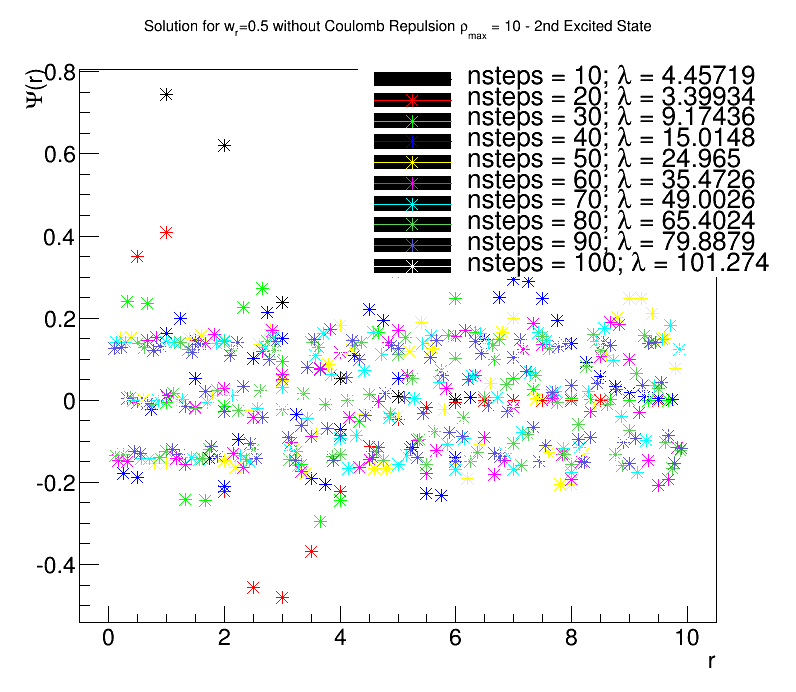 Solution for wr=0.5 without Coulomb Repulsion ρmax = 10 - 2nd Excited State
Ψ(r)
nsteps = 10; λ = 4.45719
nsteps = 20; λ = 3.39934
nsteps = 30; λ = 9.17436
nsteps = 40; λ = 15.0148
nsteps = 50; λ = 24.965
nsteps = 60; λ = 35.4726
nsteps = 70; λ = 49.0026
nsteps = 80; λ = 65.4024
nsteps = 90; λ = 79.8879
nsteps = 100; λ = 101.274
0.8
0.6
0.4
0.2
0
-0.2
-0.4
0 2 4 6 8 10
r